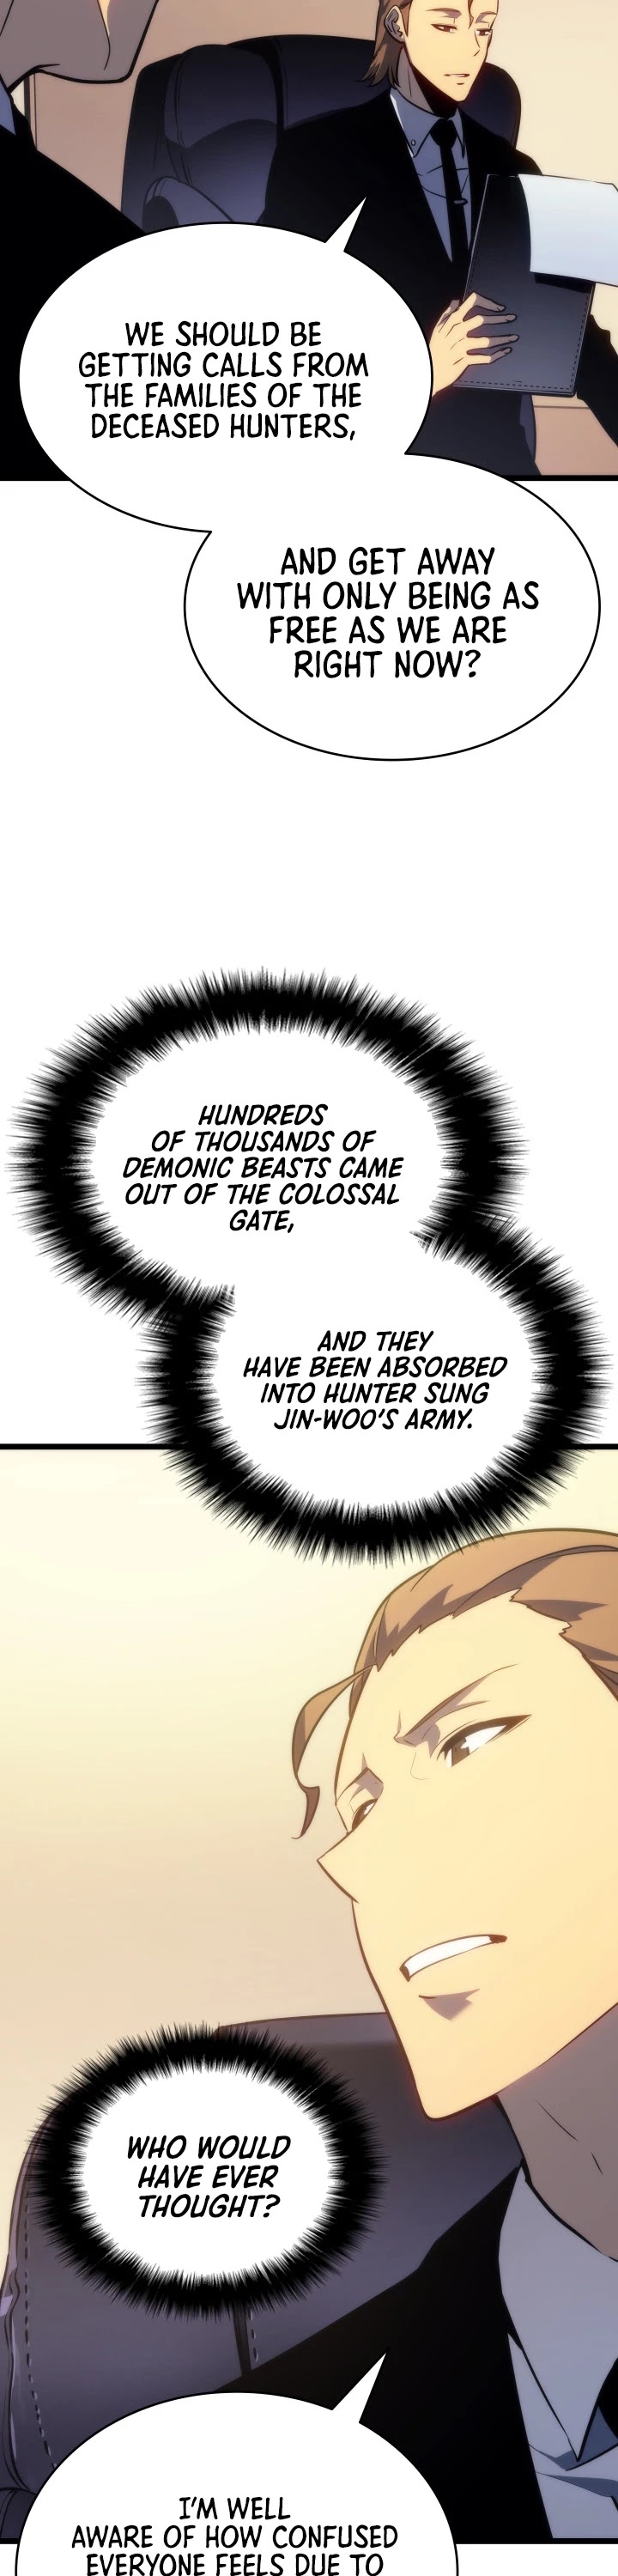 WE SHOULD BE
GETTING CALLS FROM
THE FAMILIES OF THE
DECEASED HUNTERS,
AND GET AWAY
WITH ONLY BEING AS
FREE AS WE ARE
RIGHT NOW?
HUNDREDS
OF THOUSANDS OF
DEMONIC BEASTS CAME
OUT OF THE COLOSSAL
GATE,
AND THEY
HAVE BEEN ABSORBED
INTO HUNTER SUNG
JIN-WOO'S ARMY.
WHO WOULD
HAVE EVER
THOUGHT?
I'M WELL
AWARE OF HOW CONFUSED
EVERYONE FEELS DUE TO